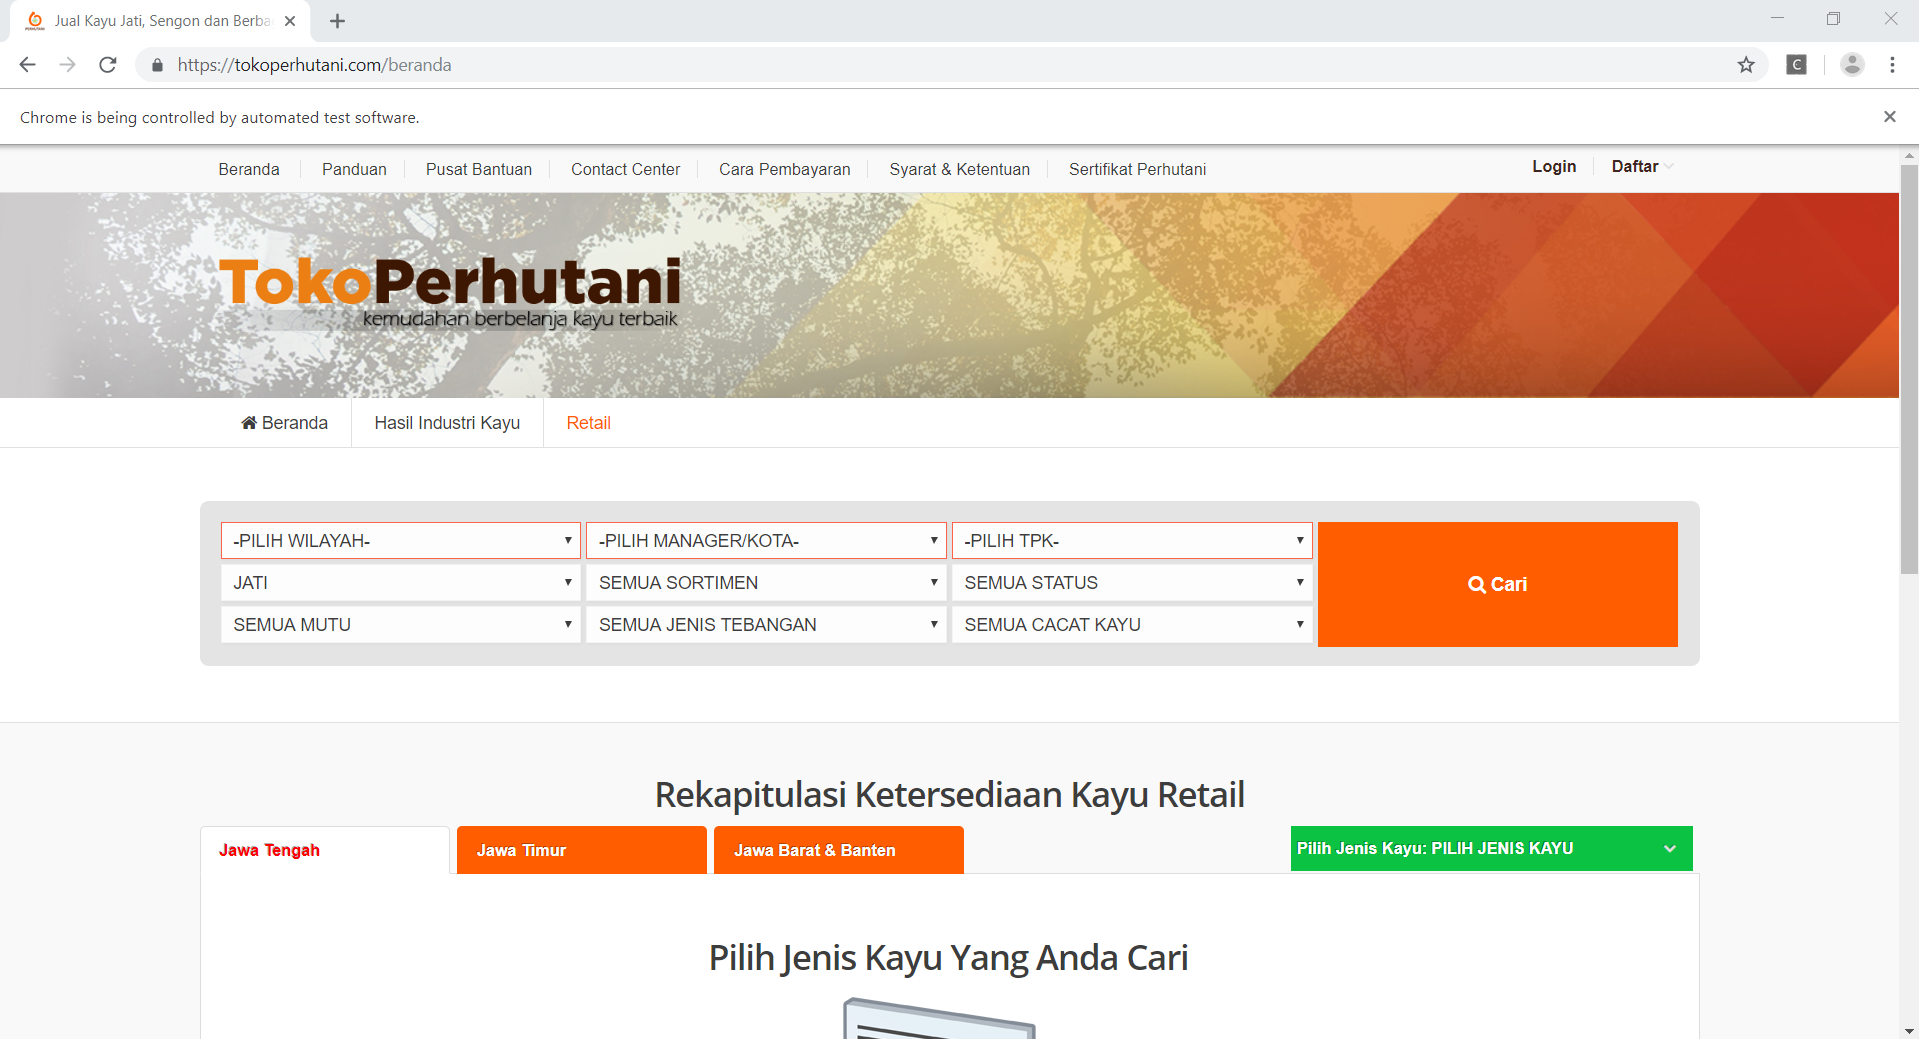 Jual Kayu Jati, Sengon dan Berba
https://tokoperhutani.com/beranda
Chrome is being controlled by automated test software.
Beranda Panduan Pusat Bantuan Contact Center Cara Pembayaran Syarat & Ketentuan Sertifikat Perhutani Login Daftar
TokoPerhutani
kemudahan berbelanja kayu terbaik
Beranda Hasil Industri Kayu Retail
-PILIH WILAYAH- -PILIH MANAGER/KOTA- -PILIH TPK-
JATI SEMUA SORTIMEN SEMUA STATUS
Cari
SEMUA MUTU SEMUA JENIS TEBANGAN SEMUA CACAT KAYU
Rekapitulasi Ketersediaan Kayu Retail
Jawa Tengah Jawa Timur Jawa Barat & Banten Pilih Jenis Kayu: PILIH JENIS KAYU
Pilih Jenis Kayu Yang Anda Cari